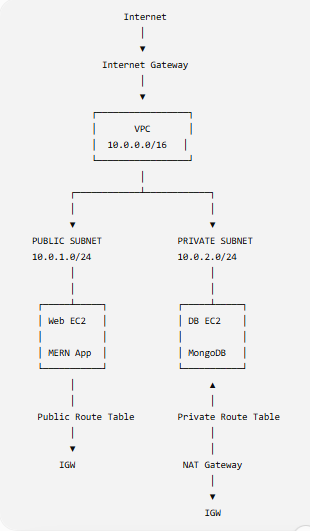 Internet
Internet Gateway
VPC
10.0.0.0/16
PUBLIC SUBNET PRIVATE SUBNET
10.0.1.0/24 10.0.2.0/24
Web EC2 DB EC2
MERN App MongoDB
Public Route Table Private Route Table
IGW NAT Gateway
IGW